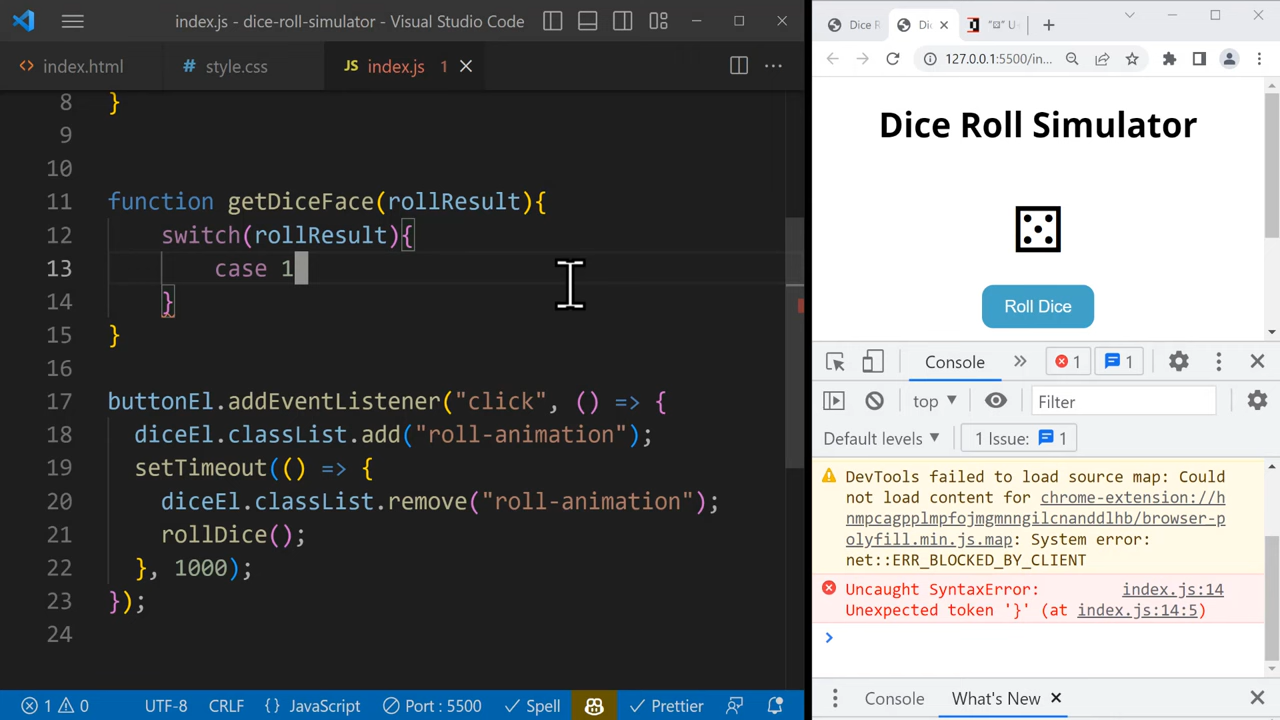 index.js - dice-roll-simulator - Visual Studio Code
index.html
style.css
JS index.js 1
8 }
9
10
11 function getDiceFace(rollResult){
12 switch(rollResult){
13 case 1
14 }
15 }
16
17 buttonEl.addEventListener("click", () => {
18 diceEl.classList.add("roll-animation");
19 setTimeout(() => {
20 diceEl.classList.remove("roll-animation");
21 rollDice();
22 }, 1000);
23 });
24
1 0 UTF-8 CRLF {} JavaScript Port : 5500 Spell Prettier
Dice R
Dic
"⚄" U
127.0.0.1:5500/in...
Dice Roll Simulator
Roll Dice
Console » 1 1
top Filter
Default levels 1 Issue: 1
DevTools failed to load source map: Could
not load content for chrome-extension://h
nmpcagpplmpfojmgmnngilcnanddlhb/browser-p
olyfill.min.js.map: System error:
net::ERR_BLOCKED_BY_CLIENT
Uncaught SyntaxError: index.js:14
Unexpected token '}' (at index.js:14:5)
Console What's New